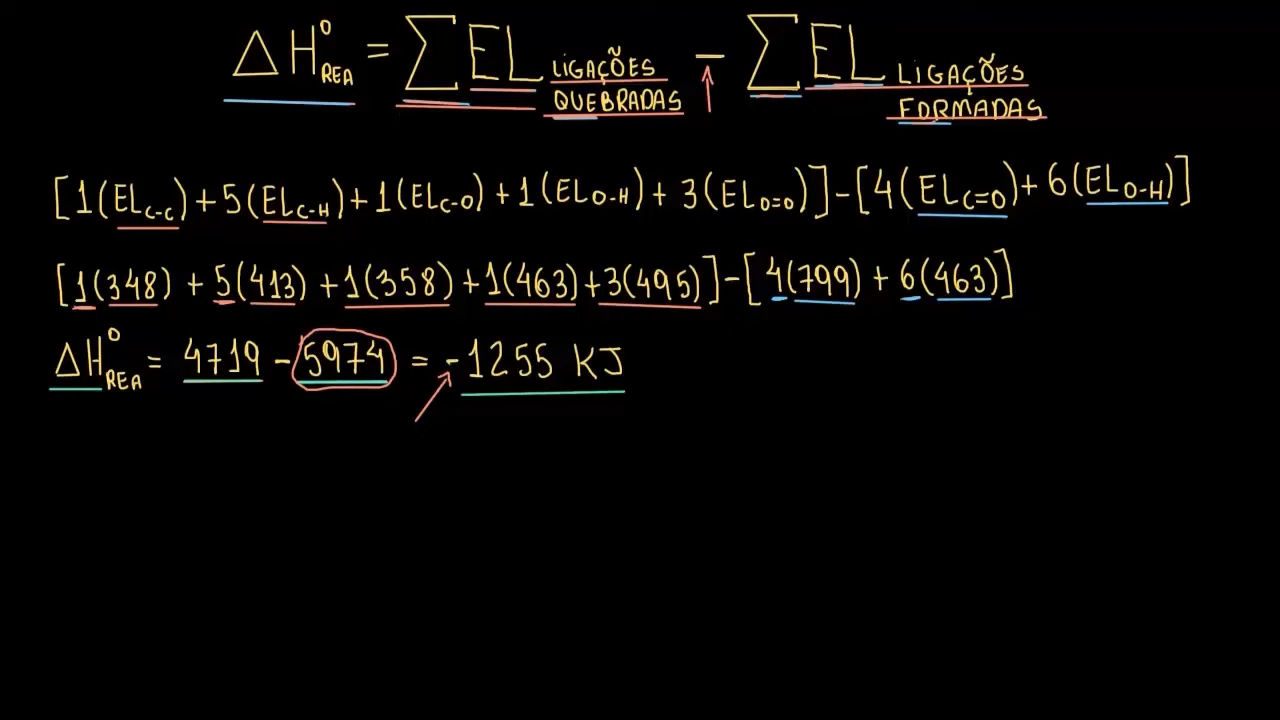 ΔH°REA = ΣEL LIGAÇÕES QUEBRADAS − ΣEL LIGAÇÕES FORMADAS
[1(ELC-C) + 5(ELC-H) + 1(ELC-O) + 1(ELO-H) + 3(ELO=O)] − [4(ELC=O) + 6(ELO-H)]
[1(348) + 5(413) + 1(358) + 1(463) + 3(495)] − [4(799) + 6(463)]
ΔH°REA = 4719 − 5974 = -1255 KJ